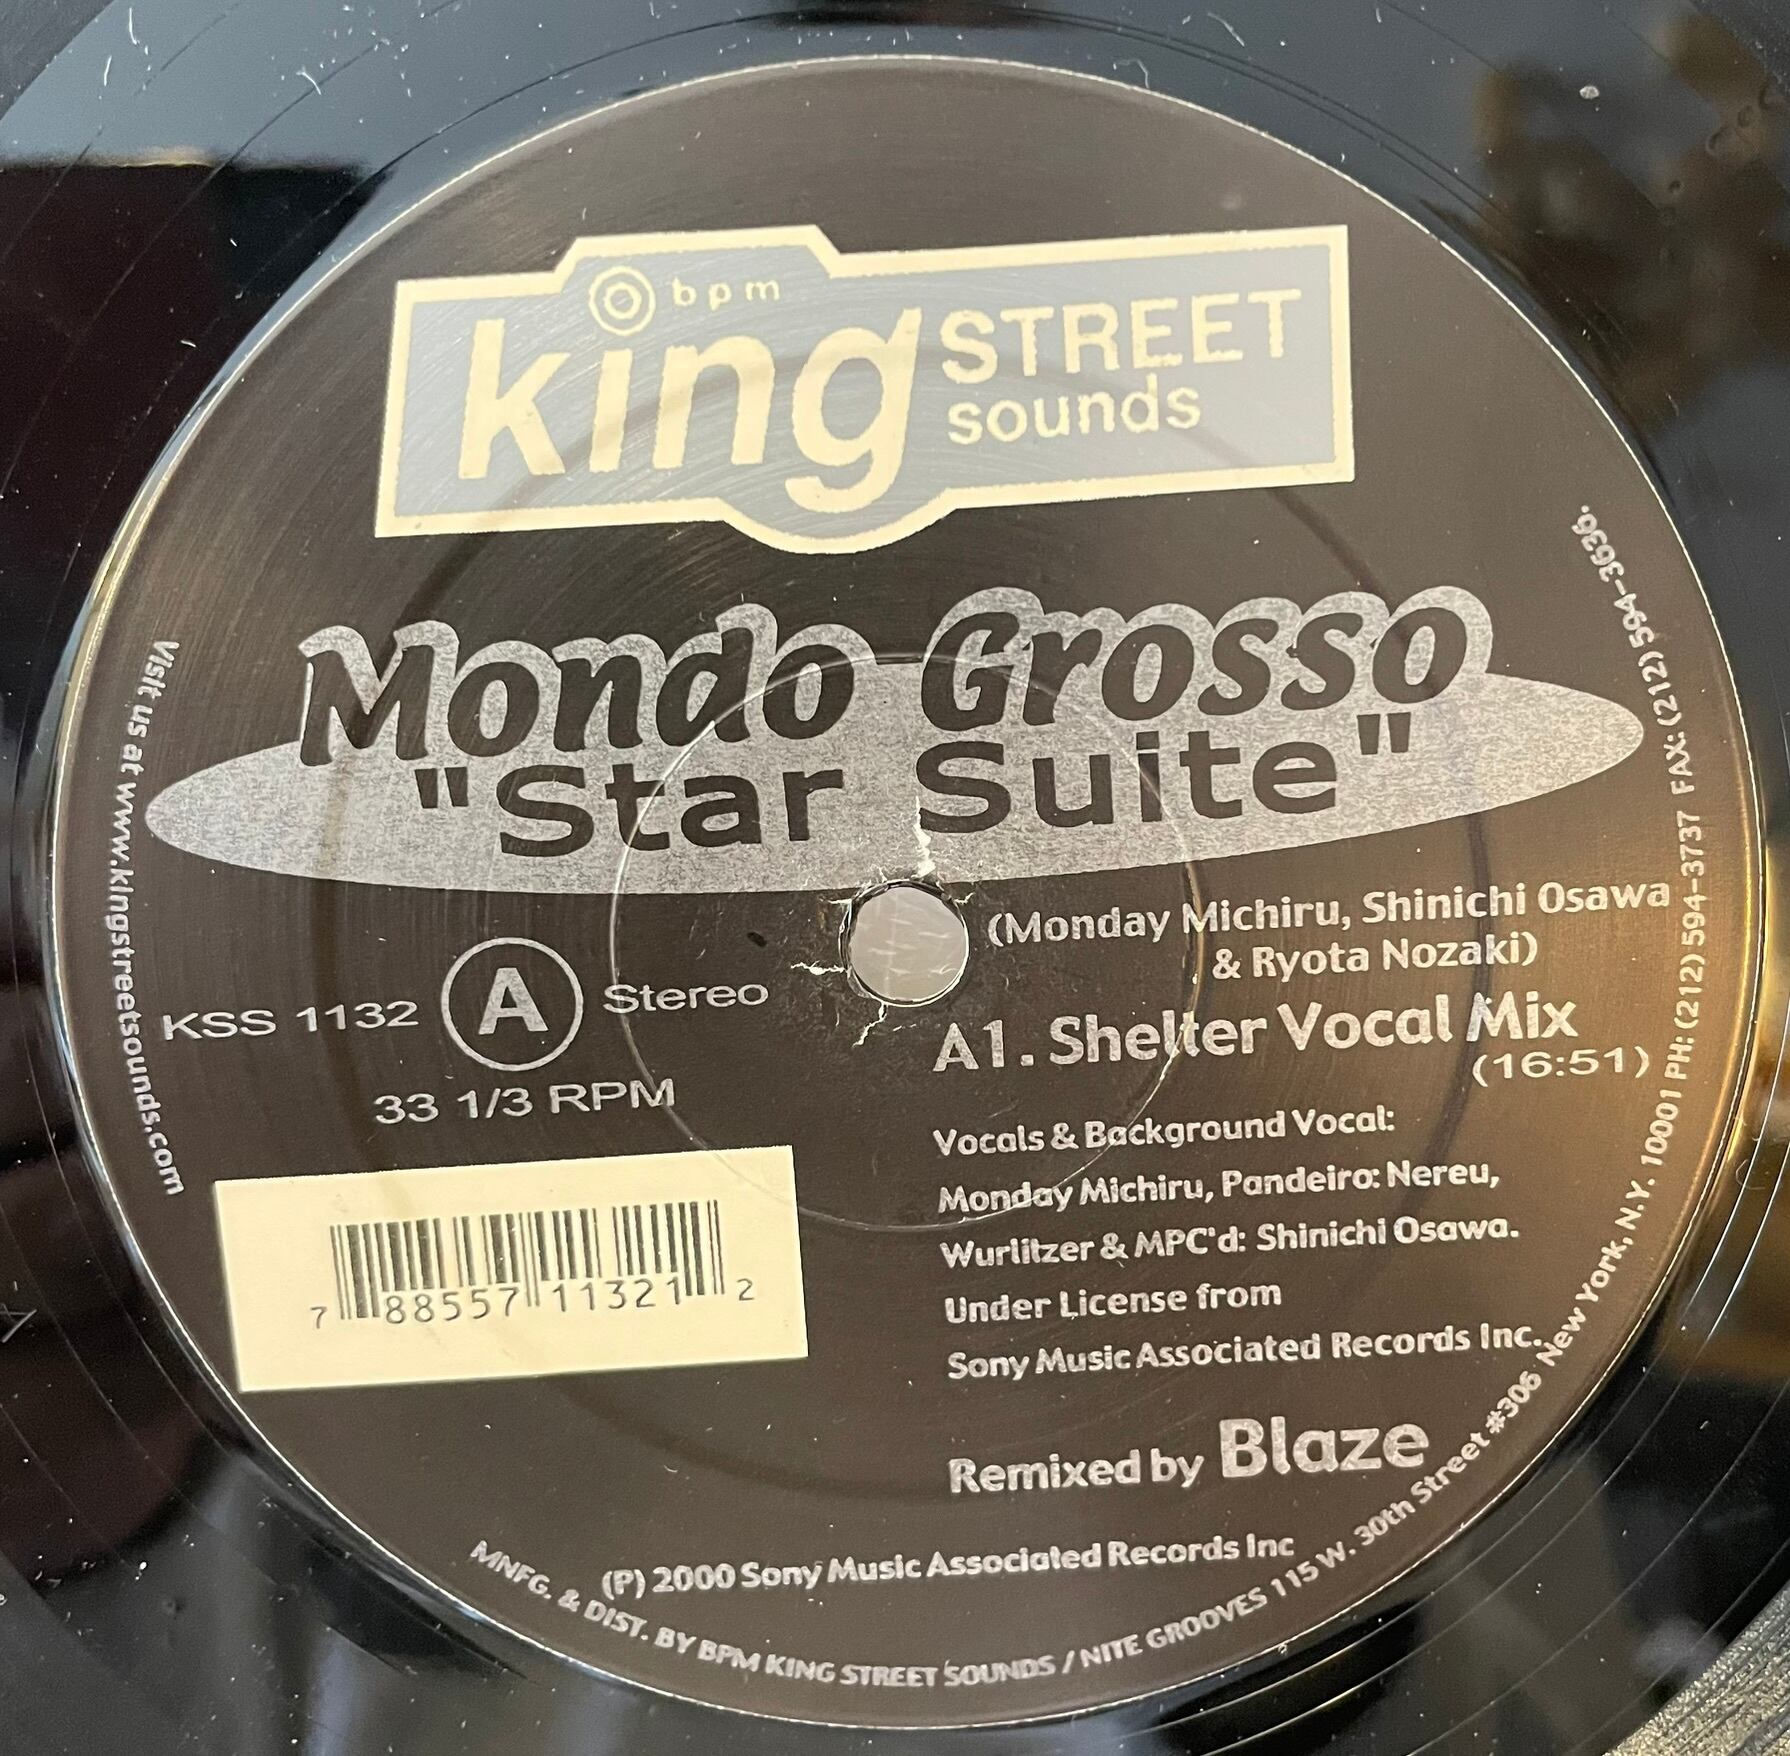 bpm
king STREET
sounds
Mondo Grosso
"Star Suite"
(Monday Michiru, Shinichi Osawa
& Ryota Nozaki)
KSS 1132 A Stereo
33 1/3 RPM
A1. Shelter Vocal Mix
(16:51)
Vocals & Background Vocal:
Monday Michiru, Pandeiro: Nereu,
Wurlitzer & MPC'd: Shinichi Osawa.
Under License from
Sony Music Associated Records Inc.
7 88557 11321 2
Remixed by Blaze
(P) 2000 Sony Music Associated Records Inc
Visit us at www.kingstreetsounds.com
MNFG. & DIST. BY BPM KING STREET SOUNDS / NITE GROOVES 115 W. 30th Street #306 New York, N.Y. 10001 PH: (212) 594-3737 FAX: (212) 594-3636.